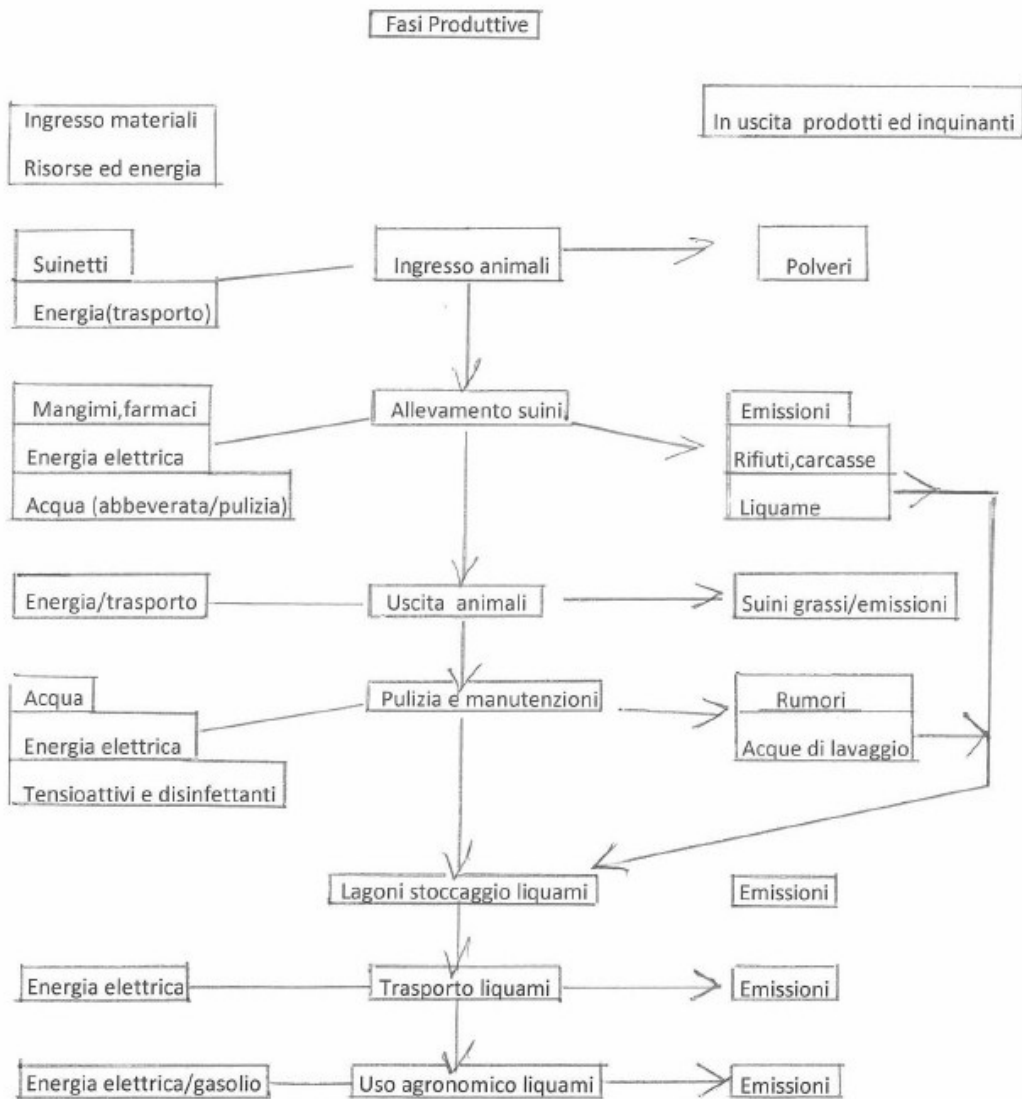 Fasi Produttive
Ingresso materiali
Risorse ed energia
In uscita prodotti ed inquinanti
Suinetti
Energia(trasporto)
Ingresso animali
Polveri
Mangimi,farmaci
Energia elettrica
Acqua (abbeverata/pulizia)
Allevamento suini
Emissioni
Rifiuti,carcasse
Liquame
Energia/trasporto
Uscita animali
Suini grassi/emissioni
Acqua
Energia elettrica
Tensioattivi e disinfettanti
Pulizia e manutenzioni
Rumori
Acque di lavaggio
Lagoni stoccaggio liquami
Emissioni
Energia elettrica
Trasporto liquami
Emissioni
Energia elettrica/gasolio
Uso agronomico liquami
Emissioni